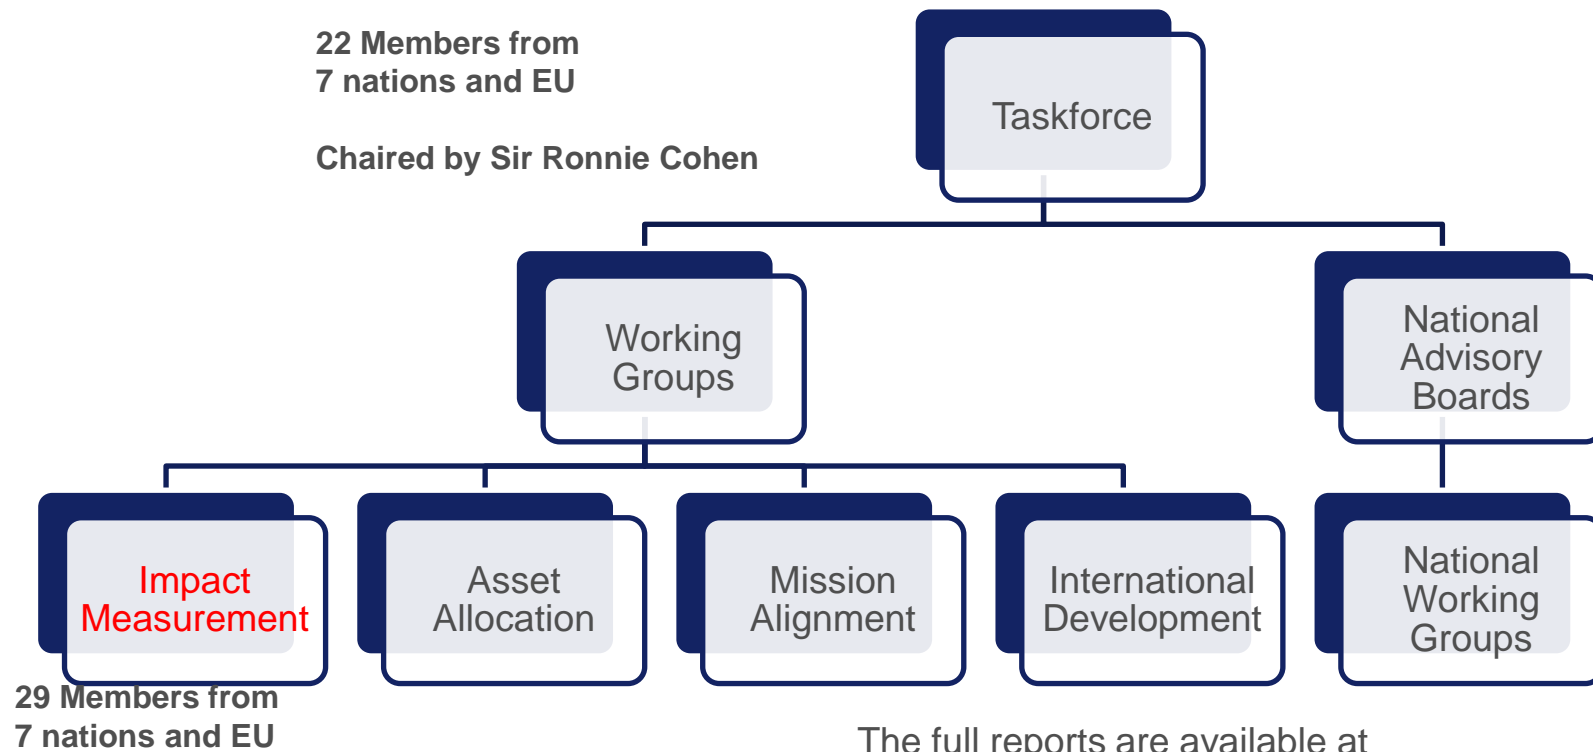 22 Members from
7 nations and EU
Chaired by Sir Ronnie Cohen
Taskforce
Working
Groups
National
Advisory
Boards
Impact
Measurement
Asset
Allocation
Mission
Alignment
International
Development
National
Working
Groups
29 Members from
7 nations and EU
The full reports are available at